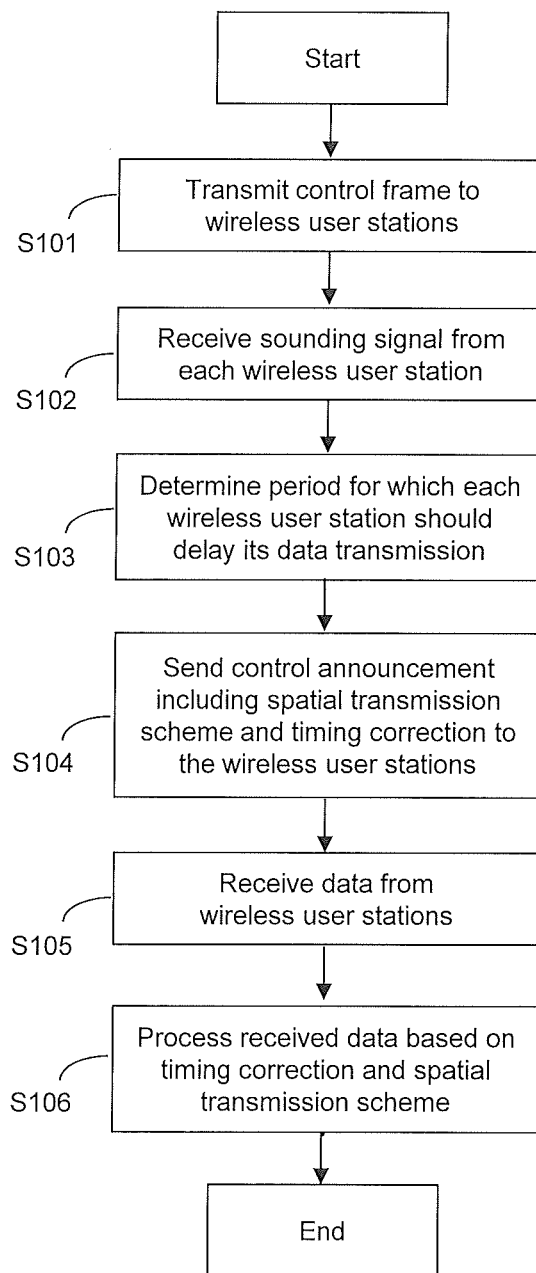 Start
Transmit control frame to
wireless user stations
S101
Receive sounding signal from
each wireless user station
S102
Determine period for which each
wireless user station should
delay its data transmission
S103
Send control announcement
including spatial transmission
scheme and timing correction to
the wireless user stations
S104
Receive data from
wireless user stations
S105
Process received data based on
timing correction and spatial
transmission scheme
S106
End